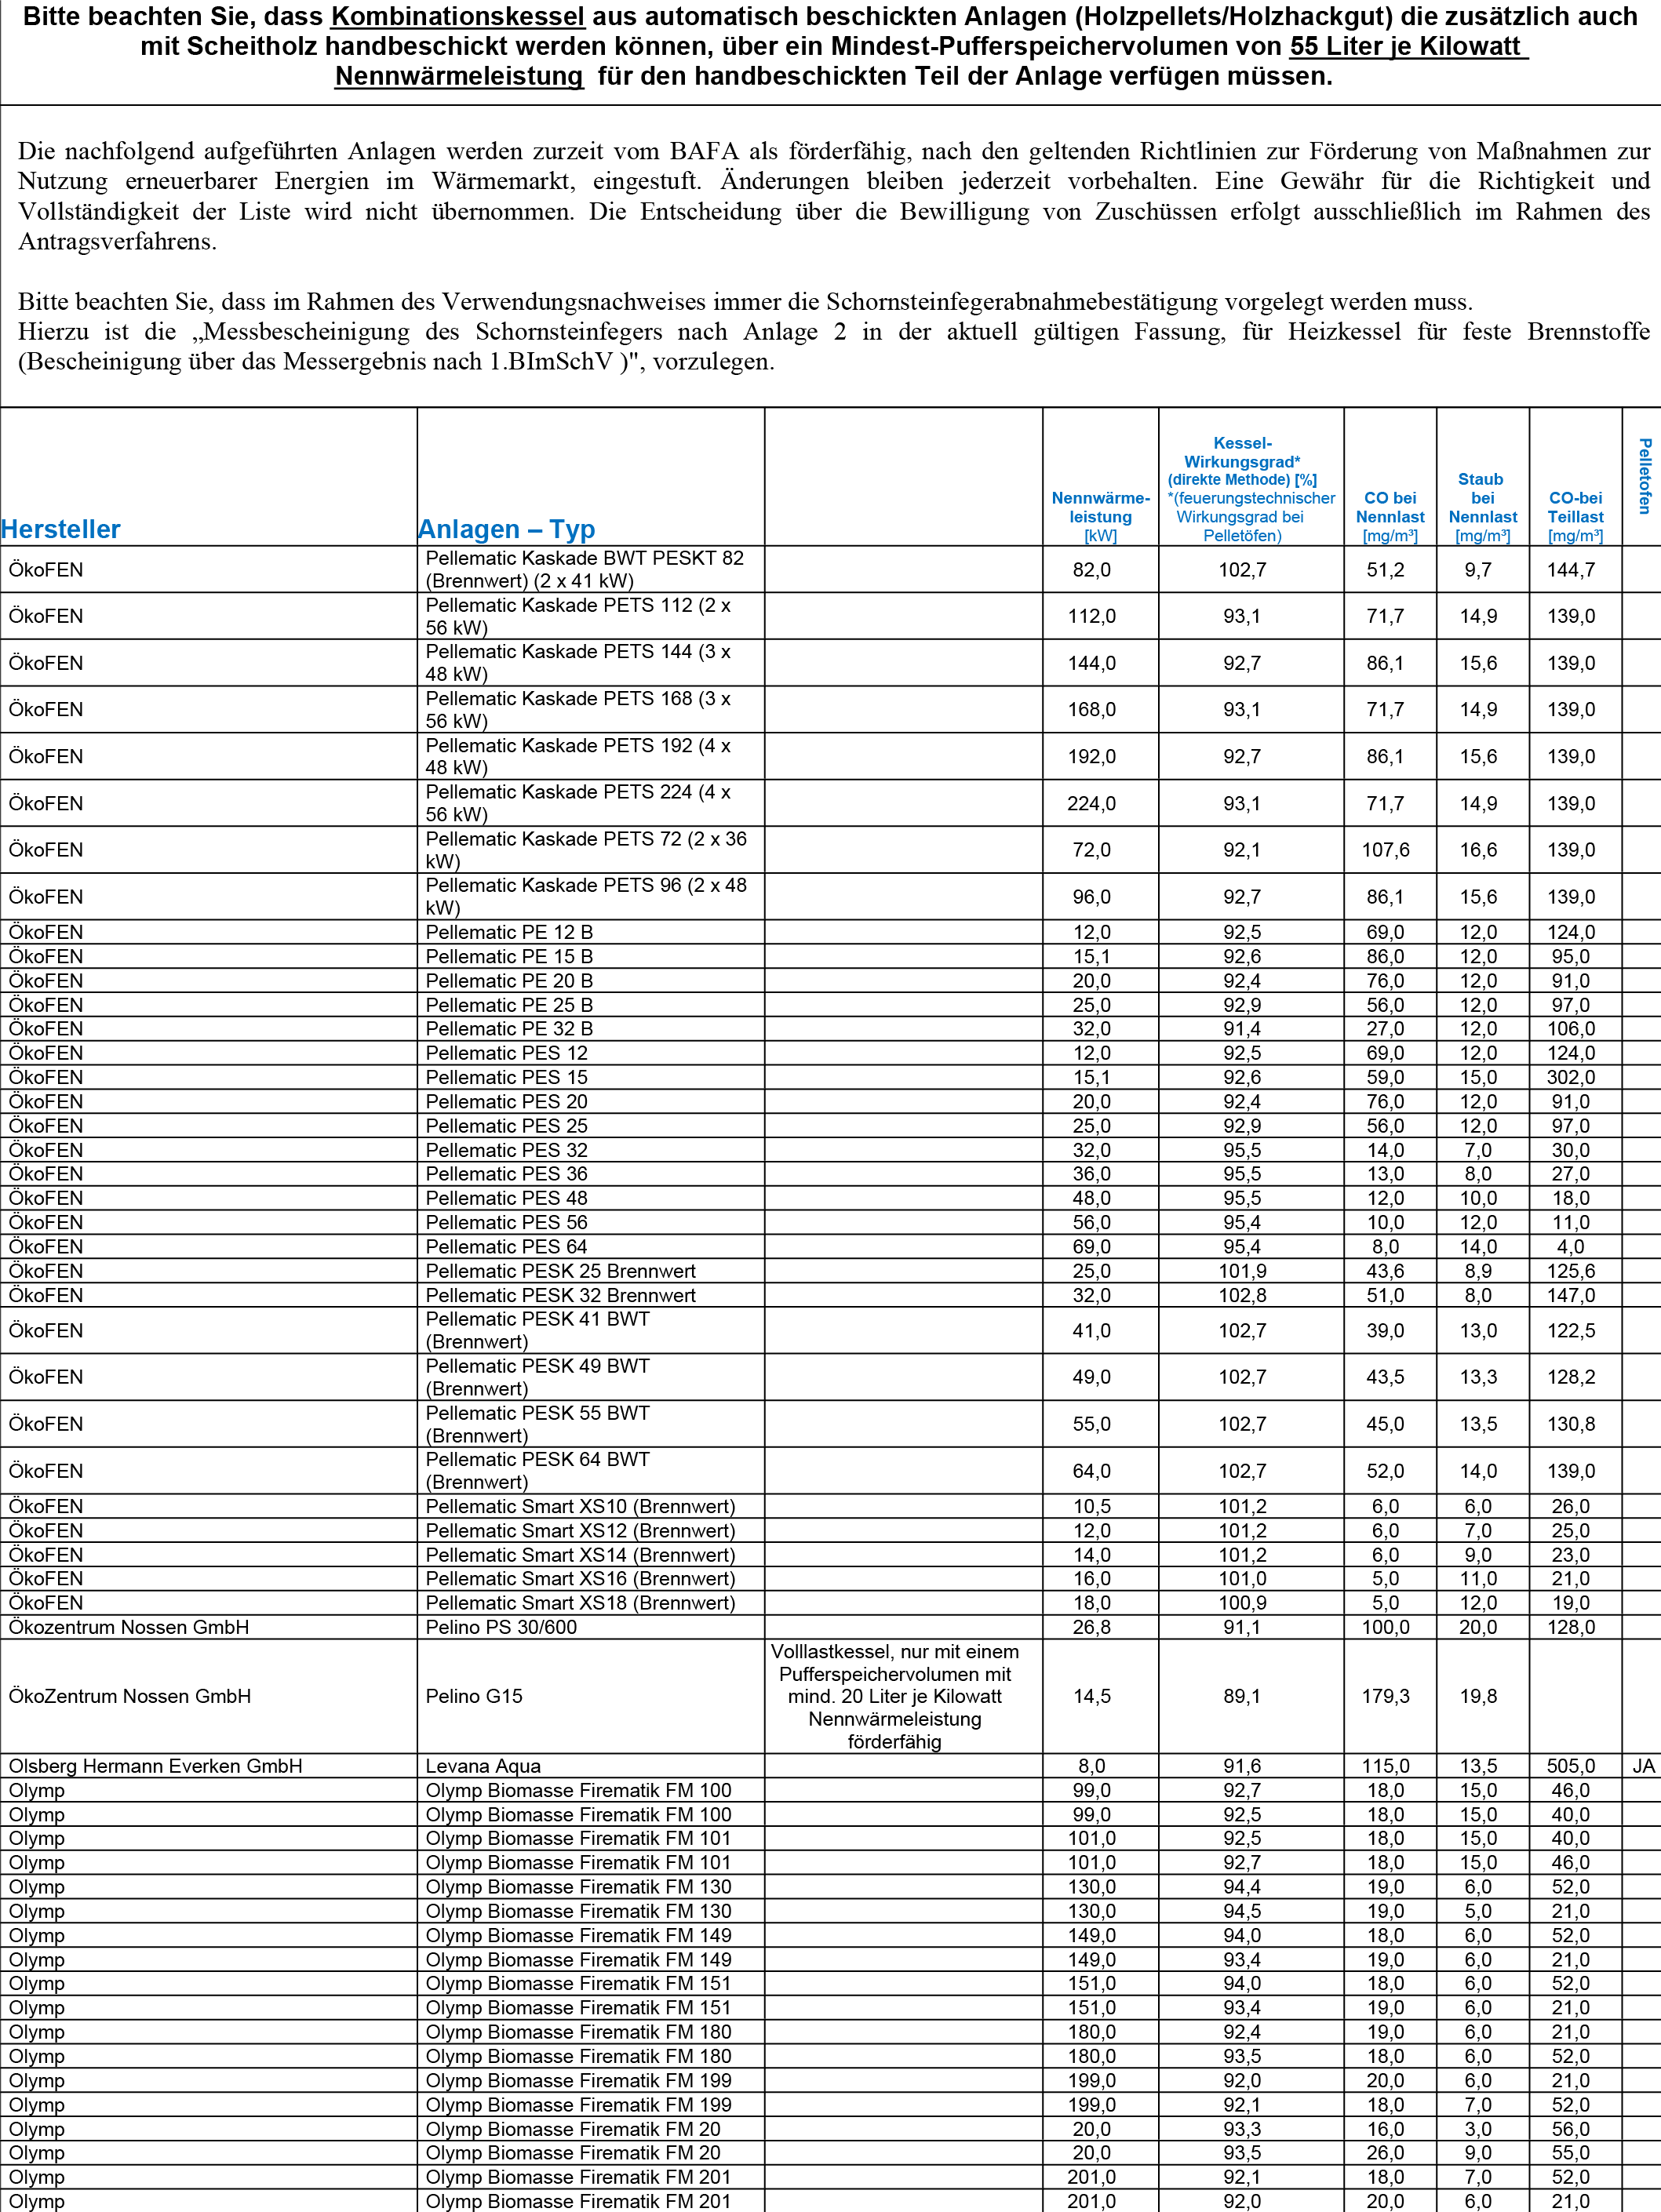 Bitte beachten Sie, dass Kombinationskessel aus automatisch beschickten Anlagen (Holzpellets/Holzhackgut) die zusätzlich auch
mit Scheitholz handbeschickt werden können, über ein Mindest-Pufferspeichervolumen von 55 Liter je Kilowatt
Nennwärmeleistung für den handbeschickten Teil der Anlage verfügen müssen.
Die nachfolgend aufgeführten Anlagen werden zurzeit vom BAFA als förderfähig, nach den geltenden Richtlinien zur Förderung von Maßnahmen zur
Nutzung erneuerbarer Energien im Wärmemarkt, eingestuft. Änderungen bleiben jederzeit vorbehalten. Eine Gewähr für die Richtigkeit und
Vollständigkeit der Liste wird nicht übernommen. Die Entscheidung über die Bewilligung von Zuschüssen erfolgt ausschließlich im Rahmen des
Antragsverfahrens.
Bitte beachten Sie, dass im Rahmen des Verwendungsnachweises immer die Schornsteinfegerabnahmebestätigung vorgelegt werden muss.
Hierzu ist die „Messbescheinigung des Schornsteinfegers nach Anlage 2 in der aktuell gültigen Fassung, für Heizkessel für feste Brennstoffe
(Bescheinigung über das Messergebnis nach 1.BImSchV )", vorzulegen.
Hersteller
Anlagen – Typ
Nennwärme-
leistung
[kW]
Kessel-
Wirkungsgrad*
(direkte Methode) [%]
*(feuerungstechnischer
Wirkungsgrad bei
Pelletöfen)
CO bei
Nennlast
[mg/m³]
Staub
bei
Nennlast
[mg/m³]
CO-bei
Teillast
[mg/m³]
Pelletofen
ÖkoFEN Pellematic Kaskade BWT PESKT 82
(Brennwert) (2 x 41 kW) 82,0 102,7 51,2 9,7 144,7
ÖkoFEN Pellematic Kaskade PETS 112 (2 x
56 kW) 112,0 93,1 71,7 14,9 139,0
ÖkoFEN Pellematic Kaskade PETS 144 (3 x
48 kW) 144,0 92,7 86,1 15,6 139,0
ÖkoFEN Pellematic Kaskade PETS 168 (3 x
56 kW) 168,0 93,1 71,7 14,9 139,0
ÖkoFEN Pellematic Kaskade PETS 192 (4 x
48 kW) 192,0 92,7 86,1 15,6 139,0
ÖkoFEN Pellematic Kaskade PETS 224 (4 x
56 kW) 224,0 93,1 71,7 14,9 139,0
ÖkoFEN Pellematic Kaskade PETS 72 (2 x 36
kW) 72,0 92,1 107,6 16,6 139,0
ÖkoFEN Pellematic Kaskade PETS 96 (2 x 48
kW) 96,0 92,7 86,1 15,6 139,0
ÖkoFEN Pellematic PE 12 B 12,0 92,5 69,0 12,0 124,0
ÖkoFEN Pellematic PE 15 B 15,1 92,6 86,0 12,0 95,0
ÖkoFEN Pellematic PE 20 B 20,0 92,4 76,0 12,0 91,0
ÖkoFEN Pellematic PE 25 B 25,0 92,9 56,0 12,0 97,0
ÖkoFEN Pellematic PE 32 B 32,0 91,4 27,0 12,0 106,0
ÖkoFEN Pellematic PES 12 12,0 92,5 69,0 12,0 124,0
ÖkoFEN Pellematic PES 15 15,1 92,6 59,0 15,0 302,0
ÖkoFEN Pellematic PES 20 20,0 92,4 76,0 12,0 91,0
ÖkoFEN Pellematic PES 25 25,0 92,9 56,0 12,0 97,0
ÖkoFEN Pellematic PES 32 32,0 95,5 14,0 7,0 30,0
ÖkoFEN Pellematic PES 36 36,0 95,5 13,0 8,0 27,0
ÖkoFEN Pellematic PES 48 48,0 95,5 12,0 10,0 18,0
ÖkoFEN Pellematic PES 56 56,0 95,4 10,0 12,0 11,0
ÖkoFEN Pellematic PES 64 69,0 95,4 8,0 14,0 4,0
ÖkoFEN Pellematic PESK 25 Brennwert 25,0 101,9 43,6 8,9 125,6
ÖkoFEN Pellematic PESK 32 Brennwert 32,0 102,8 51,0 8,0 147,0
ÖkoFEN Pellematic PESK 41 BWT
(Brennwert) 41,0 102,7 39,0 13,0 122,5
ÖkoFEN Pellematic PESK 49 BWT
(Brennwert) 49,0 102,7 43,5 13,3 128,2
ÖkoFEN Pellematic PESK 55 BWT
(Brennwert) 55,0 102,7 45,0 13,5 130,8
ÖkoFEN Pellematic PESK 64 BWT
(Brennwert) 64,0 102,7 52,0 14,0 139,0
ÖkoFEN Pellematic Smart XS10 (Brennwert) 10,5 101,2 6,0 6,0 26,0
ÖkoFEN Pellematic Smart XS12 (Brennwert) 12,0 101,2 6,0 7,0 25,0
ÖkoFEN Pellematic Smart XS14 (Brennwert) 14,0 101,2 6,0 9,0 23,0
ÖkoFEN Pellematic Smart XS16 (Brennwert) 16,0 101,0 5,0 11,0 21,0
ÖkoFEN Pellematic Smart XS18 (Brennwert) 18,0 100,9 5,0 12,0 19,0
Ökozentrum Nossen GmbH Pelino PS 30/600 26,8 91,1 100,0 20,0 128,0
ÖkoZentrum Nossen GmbH Pelino G15 Volllastkessel, nur mit einem
Pufferspeichervolumen mit
mind. 20 Liter je Kilowatt
Nennwärmeleistung
förderfähig 14,5 89,1 179,3 19,8
Olsberg Hermann Everken GmbH Levana Aqua 8,0 91,6 115,0 13,5 505,0 JA
Olymp Olymp Biomasse Firematik FM 100 99,0 92,7 18,0 15,0 46,0
Olymp Olymp Biomasse Firematik FM 100 99,0 92,5 18,0 15,0 40,0
Olymp Olymp Biomasse Firematik FM 101 101,0 92,5 18,0 15,0 40,0
Olymp Olymp Biomasse Firematik FM 101 101,0 92,7 18,0 15,0 46,0
Olymp Olymp Biomasse Firematik FM 130 130,0 94,4 19,0 6,0 52,0
Olymp Olymp Biomasse Firematik FM 130 130,0 94,5 19,0 5,0 21,0
Olymp Olymp Biomasse Firematik FM 149 149,0 94,0 18,0 6,0 52,0
Olymp Olymp Biomasse Firematik FM 149 149,0 93,4 19,0 6,0 21,0
Olymp Olymp Biomasse Firematik FM 151 151,0 94,0 18,0 6,0 52,0
Olymp Olymp Biomasse Firematik FM 151 151,0 93,4 19,0 6,0 21,0
Olymp Olymp Biomasse Firematik FM 180 180,0 92,4 19,0 6,0 21,0
Olymp Olymp Biomasse Firematik FM 180 180,0 93,5 18,0 6,0 52,0
Olymp Olymp Biomasse Firematik FM 199 199,0 92,0 20,0 6,0 21,0
Olymp Olymp Biomasse Firematik FM 199 199,0 92,1 18,0 7,0 52,0
Olymp Olymp Biomasse Firematik FM 20 20,0 93,3 16,0 3,0 56,0
Olymp Olymp Biomasse Firematik FM 20 20,0 93,5 26,0 9,0 55,0
Olymp Olymp Biomasse Firematik FM 201 201,0 92,1 18,0 7,0 52,0
Olymp Olymp Biomasse Firematik FM 201 201,0 92,0 20,0 6,0 21,0